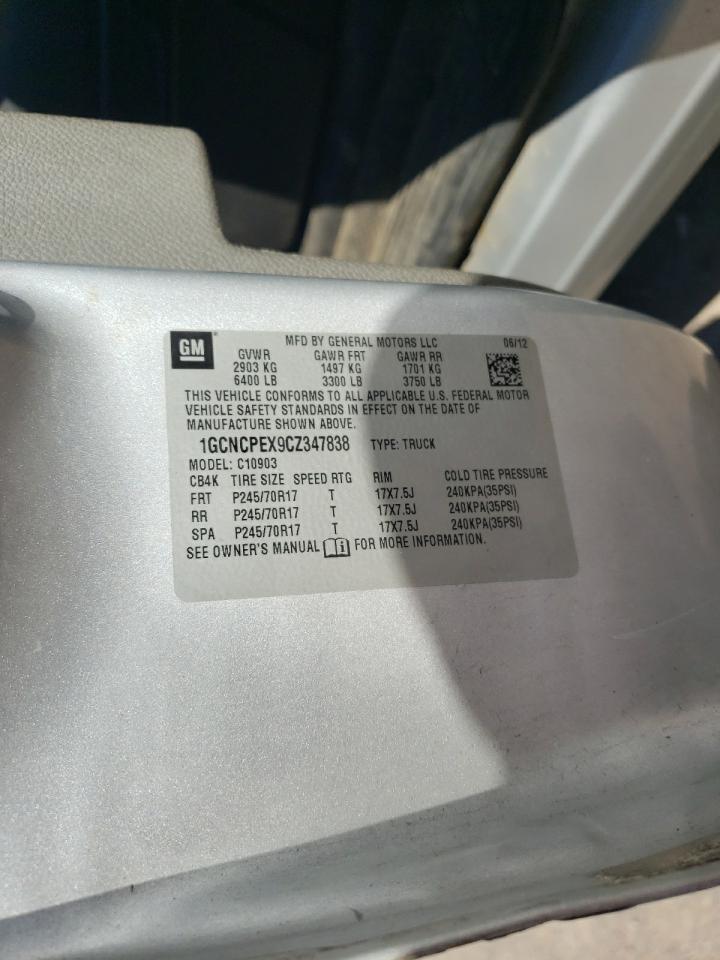 GM
MFD BY GENERAL MOTORS LLC 06/12
GVWR GAWR FRT GAWR RR
2903 KG 1497 KG 1701 KG
6400 LB 3300 LB 3750 LB
THIS VEHICLE CONFORMS TO ALL APPLICABLE U.S. FEDERAL MOTOR
VEHICLE SAFETY STANDARDS IN EFFECT ON THE DATE OF
MANUFACTURE SHOWN ABOVE.
1GCNCPEX9CZ347838 TYPE: TRUCK
MODEL: C10903
CB4K TIRE SIZE SPEED RTG RIM COLD TIRE PRESSURE
FRT P245/70R17 T 17X7.5J 240KPA(35PSI)
RR P245/70R17 T 17X7.5J 240KPA(35PSI)
SPA P245/70R17 T 17X7.5J 240KPA(35PSI)
SEE OWNER'S MANUAL FOR MORE INFORMATION.